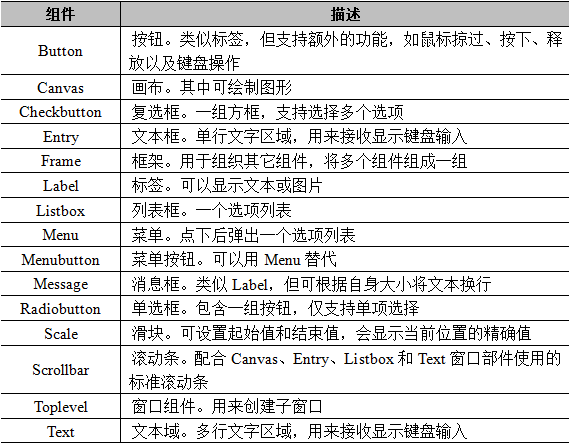 组件 描述
Button 按钮。类似标签，但支持额外的功能，如鼠标掠过、按下、释
放以及键盘操作
Canvas 画布。其中可绘制图形
Checkbutton 复选框。一组方框，支持选择多个选项
Entry 文本框。单行文字区域，用来接收显示键盘输入
Frame 框架。用于组织其它组件，将多个组件组成一组
Label 标签。可以显示文本或图片
Listbox 列表框。一个选项列表
Menu 菜单。点下后弹出一个选项列表
Menubutton 菜单按钮。可以用 Menu 替代
Message 消息框。类似 Label，但可根据自身大小将文本换行
Radiobutton 单选框。包含一组按钮，仅支持单项选择
Scale 滑块。可设置起始值和结束值，会显示当前位置的精确值
Scrollbar 滚动条。配合 Canvas、Entry、Listbox 和 Text 窗口部件使用的
标准滚动条
Toplevel 窗口组件。用来创建子窗口
Text 文本域。多行文字区域，用来接收显示键盘输入